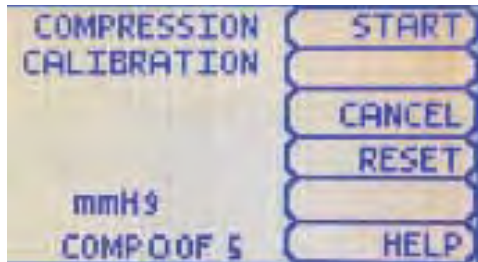 COMPRESSION
CALIBRATION
mmHg
COMP 0 OF 5
START
CANCEL
RESET
HELP